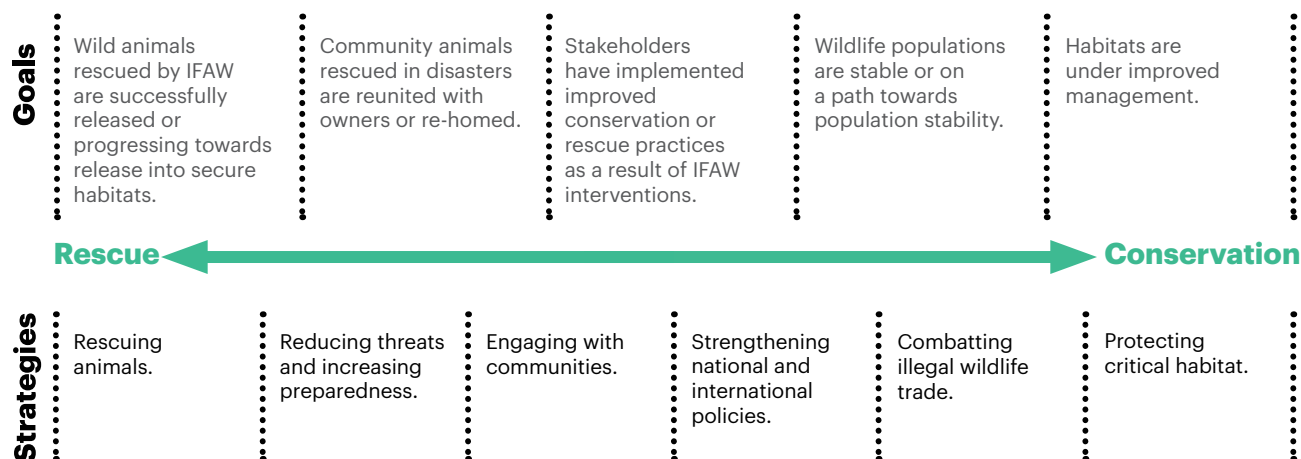 Goals
Wild animals
rescued by IFAW
are successfully
released or
progressing towards
release into secure
habitats.
Community animals
rescued in disasters
are reunited with
owners or re-homed.
Stakeholders
have implemented
improved
conservation or
rescue practices
as a result of IFAW
interventions.
Wildlife populations
are stable or on
a path towards
population stability.
Habitats are
under improved
management.
Rescue
Conservation
Strategies
Rescuing
animals.
Reducing threats
and increasing
preparedness.
Engaging with
communities.
Strengthening
national and
international
policies.
Combatting
illegal wildlife
trade.
Protecting
critical habitat.